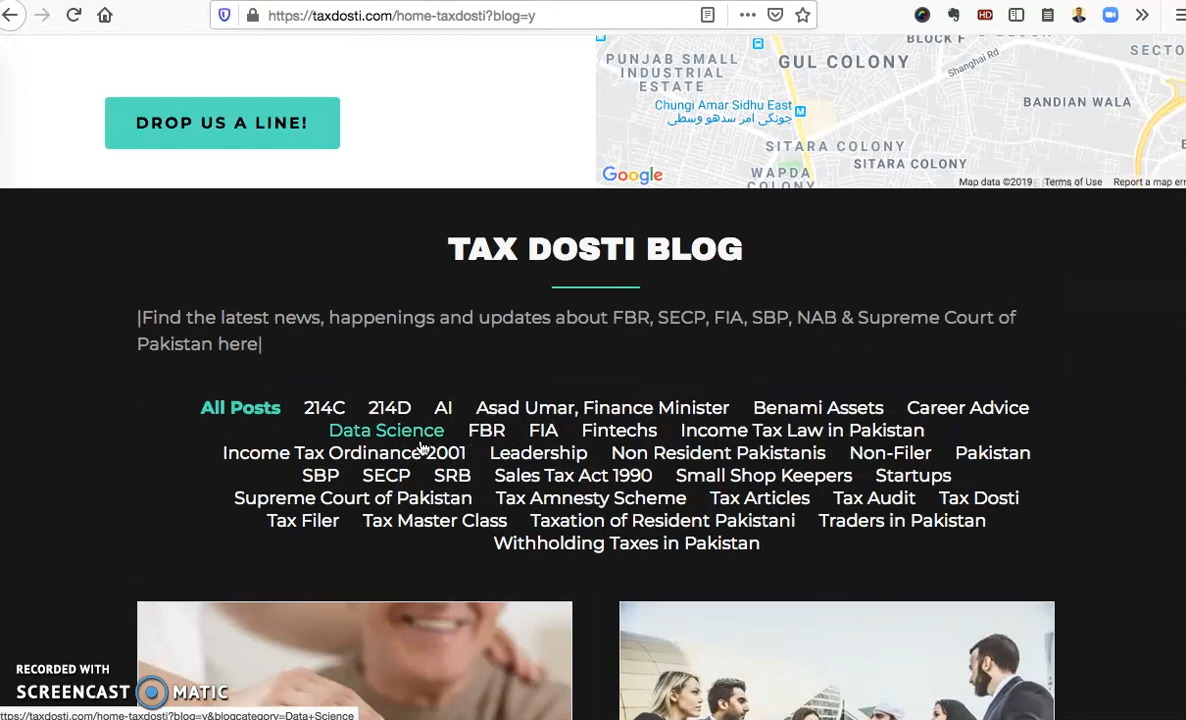 https://taxdosti.com/home-taxdosti?blog=y
HD
BLOCK F
PUNJAB SMALL
INDUSTRIAL
ESTATE
GUL COLONY
Shanghai Rd
SECTO
Chungi Amar Sidhu East
چونگی امر سدھو وسطی
BANDIAN WALA
SITARA COLONY
SITARA COLONY
WAPDA
COLONY
Google
Map data ©2019 Terms of Use Report a map err
DROP US A LINE!
TAX DOSTI BLOG
|Find the latest news, happenings and updates about FBR, SECP, FIA, SBP, NAB & Supreme Court of
Pakistan here|
All Posts 214C 214D AI Asad Umar, Finance Minister Benami Assets Career Advice
Data Science FBR FIA Fintechs Income Tax Law in Pakistan
Income Tax Ordinance 2001 Leadership Non Resident Pakistanis Non-Filer Pakistan
SBP SECP SRB Sales Tax Act 1990 Small Shop Keepers Startups
Supreme Court of Pakistan Tax Amnesty Scheme Tax Articles Tax Audit Tax Dosti
Tax Filer Tax Master Class Taxation of Resident Pakistani Traders in Pakistan
Withholding Taxes in Pakistan
RECORDED WITH
SCREENCAST MATIC
ttps://taxdosti.com/home-taxdosti?blog=y&blogcategory=Data+Science